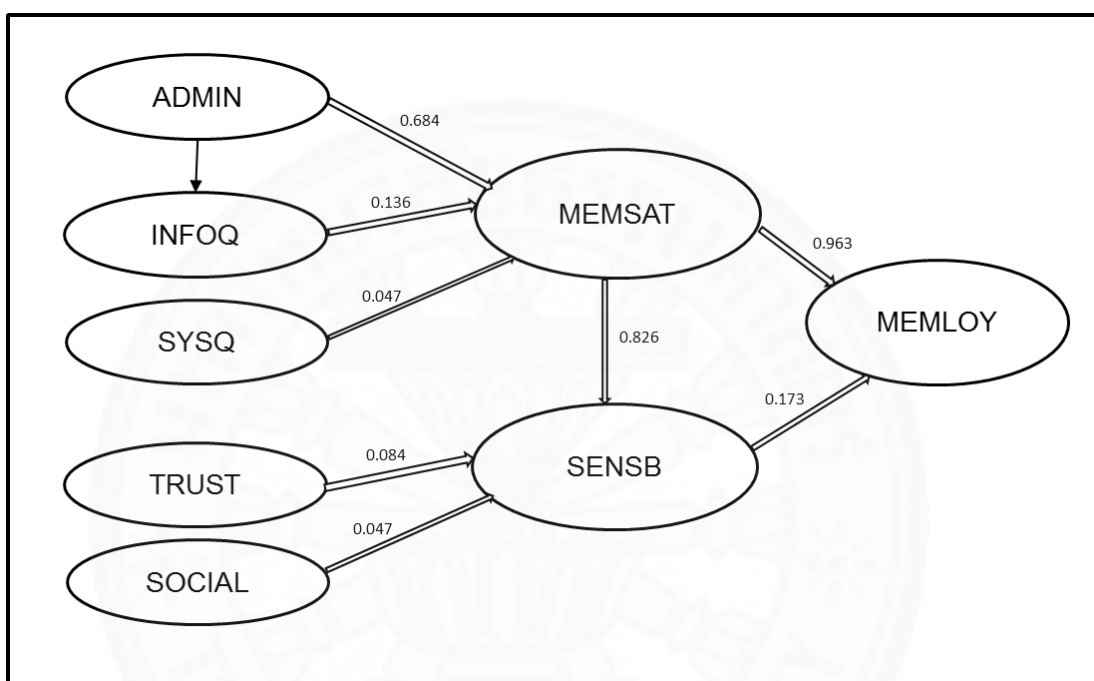 ADMIN
0.684
INFOQ
0.136
MEMSAT
0.963
SYSQ
0.047
0.826
MEMLOY
0.173
TRUST
0.084
SENSB
SOCIAL
0.047